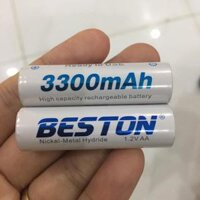 Ready to USE
3300mAh
High capacity rechargeable battery
BESTON®
Nickel-Metal Hydride 1.2V AA